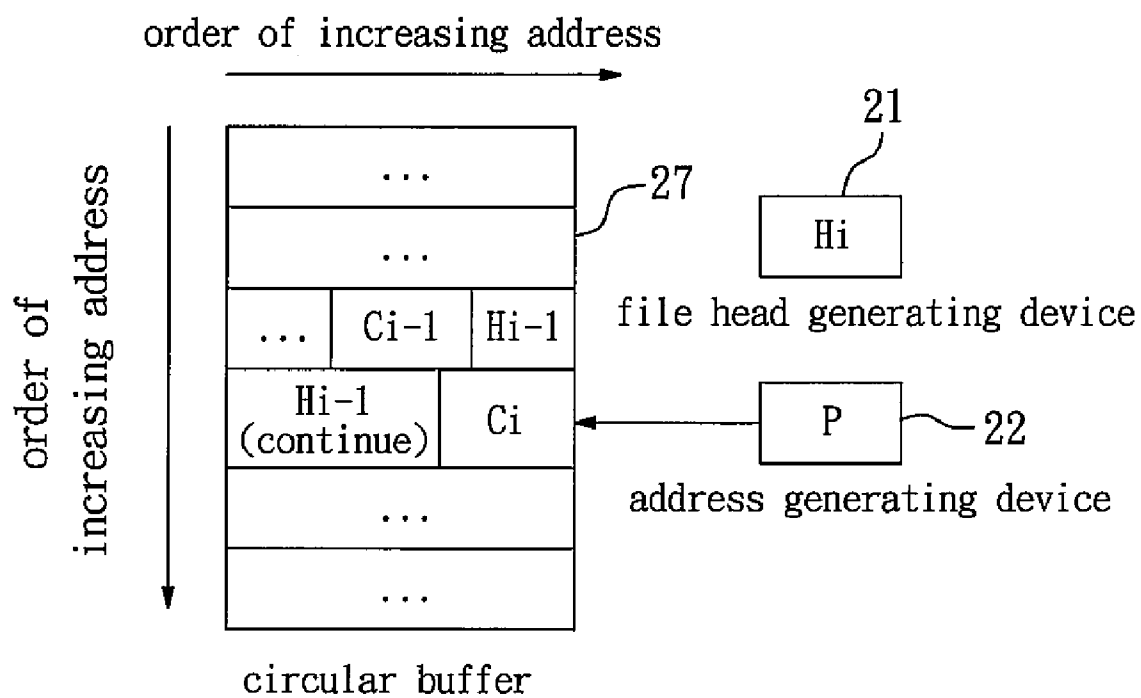 order of increasing address
order of
increasing address
21
...
27
Hi
...
... Ci-1 Hi-1
file head generating device
Hi-1
(continue)
Ci
P
22
address generating device
...
...
circular buffer